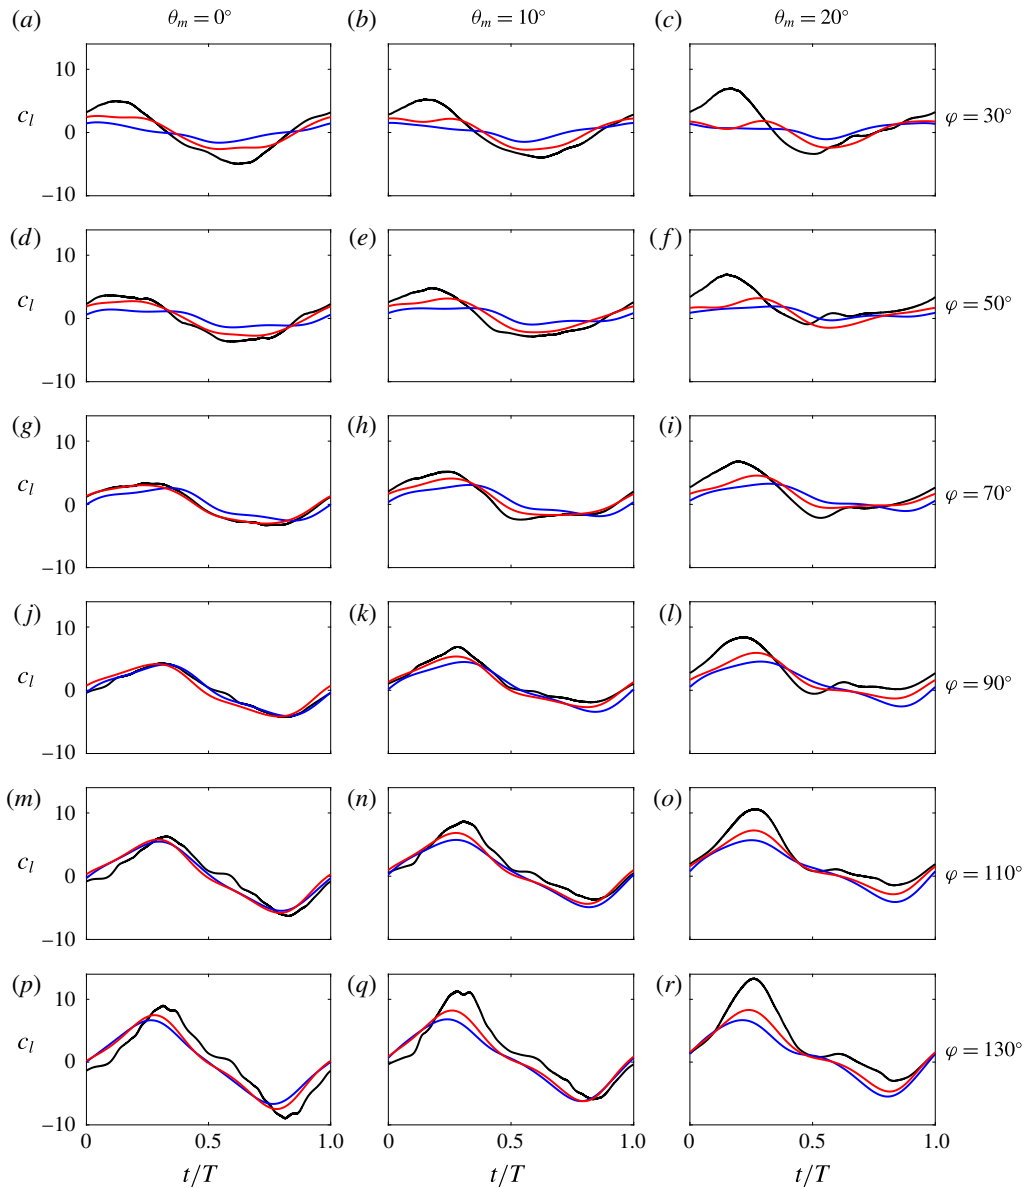 (a) θm = 0° (b) θm = 10° (c) θm = 20°
10
cl 0 φ = 30°
−10
(d) (e) (f)
10
cl 0 φ = 50°
−10
(g) (h) (i)
10
cl 0 φ = 70°
−10
(j) (k) (l)
10
cl 0 φ = 90°
−10
(m) (n) (o)
10
cl 0 φ = 110°
−10
(p) (q) (r)
10
cl 0 φ = 130°
−10
0 0.5 1.0 0 0.5 1.0 0 0.5 1.0
t/T t/T t/T